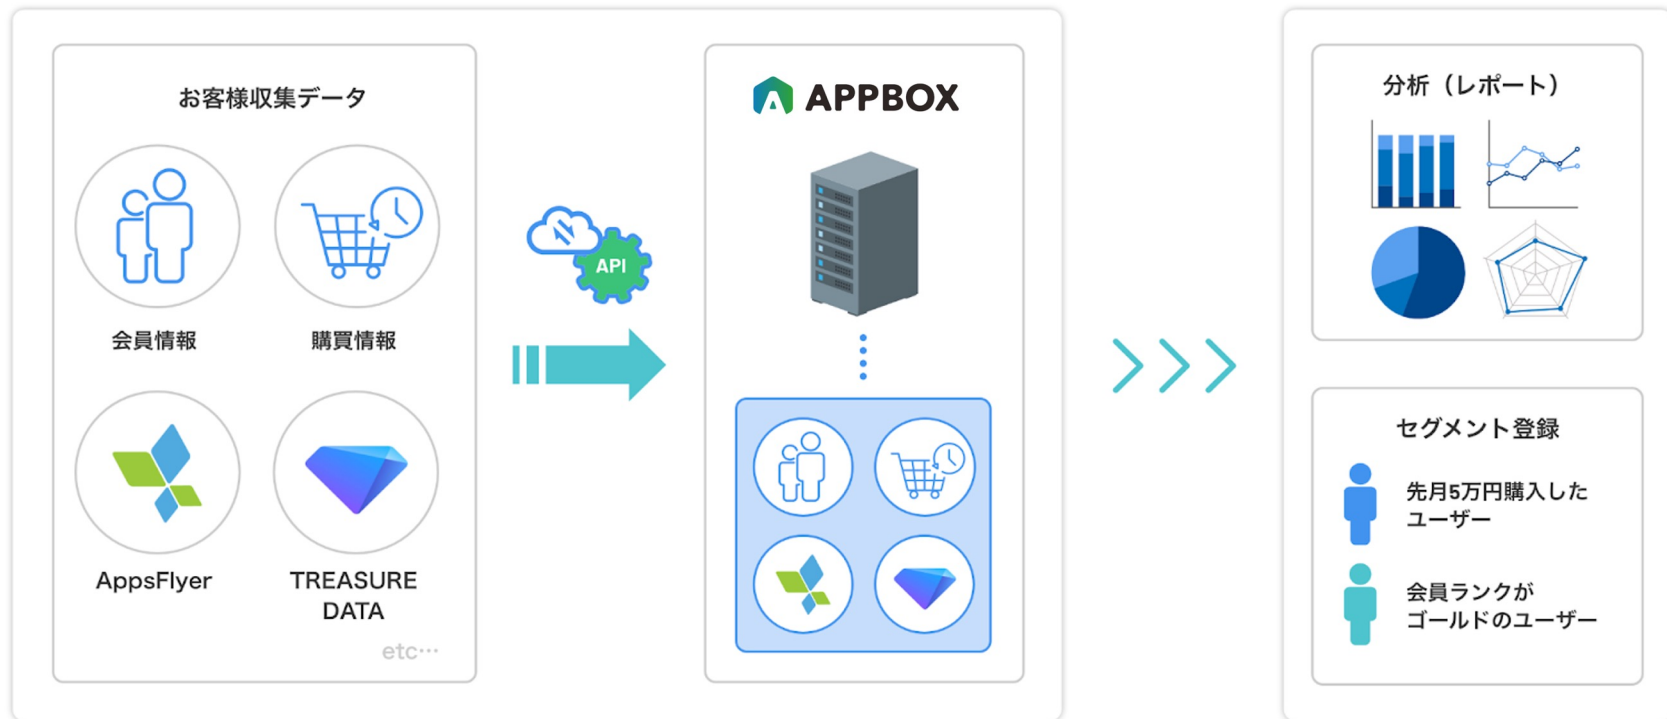 お客様収集データ
会員情報
購買情報
AppsFlyer
TREASURE
DATA
etc…
API
APPBOX
分析（レポート）
セグメント登録
先月5万円購入した
ユーザー
会員ランクが
ゴールドのユーザー